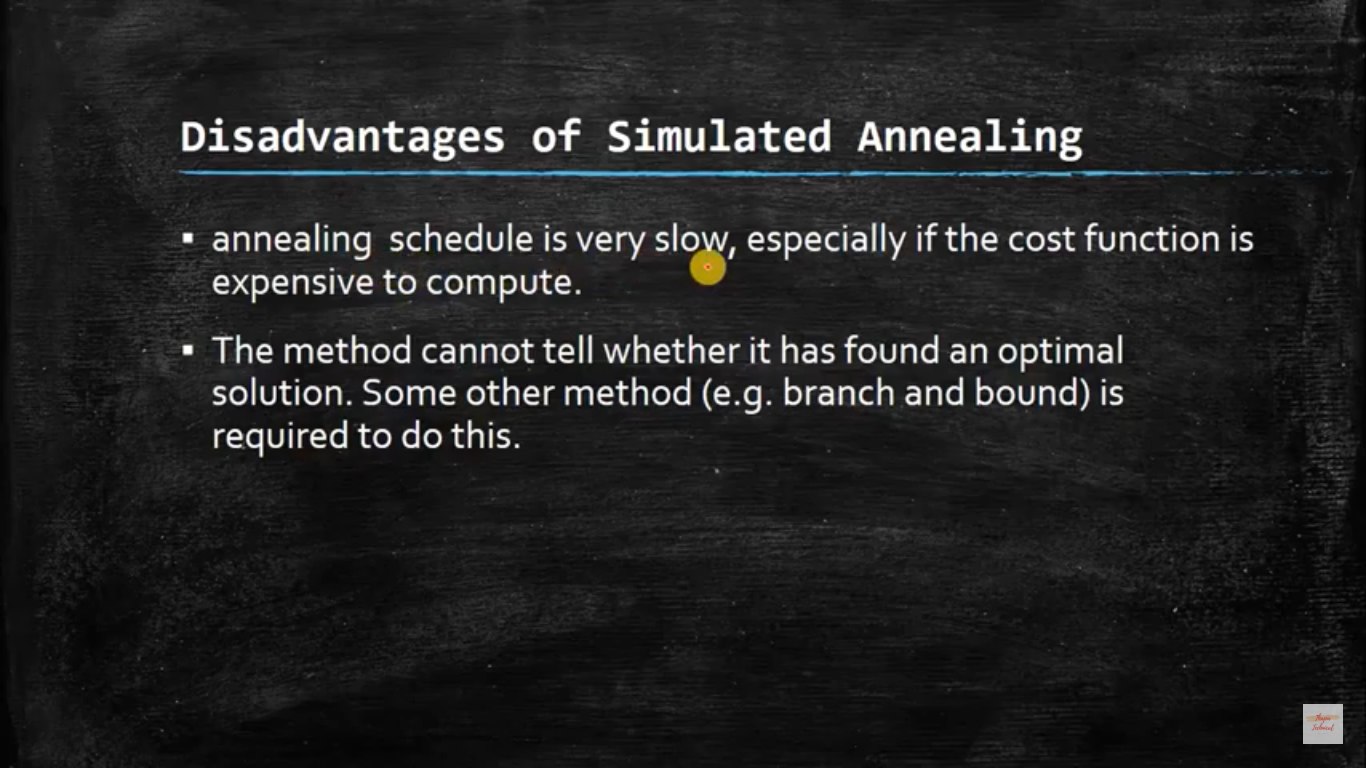 Disadvantages of Simulated Annealing
▪ annealing schedule is very slow, especially if the cost function is
expensive to compute.
▪ The method cannot tell whether it has found an optimal
solution. Some other method (e.g. branch and bound) is
required to do this.